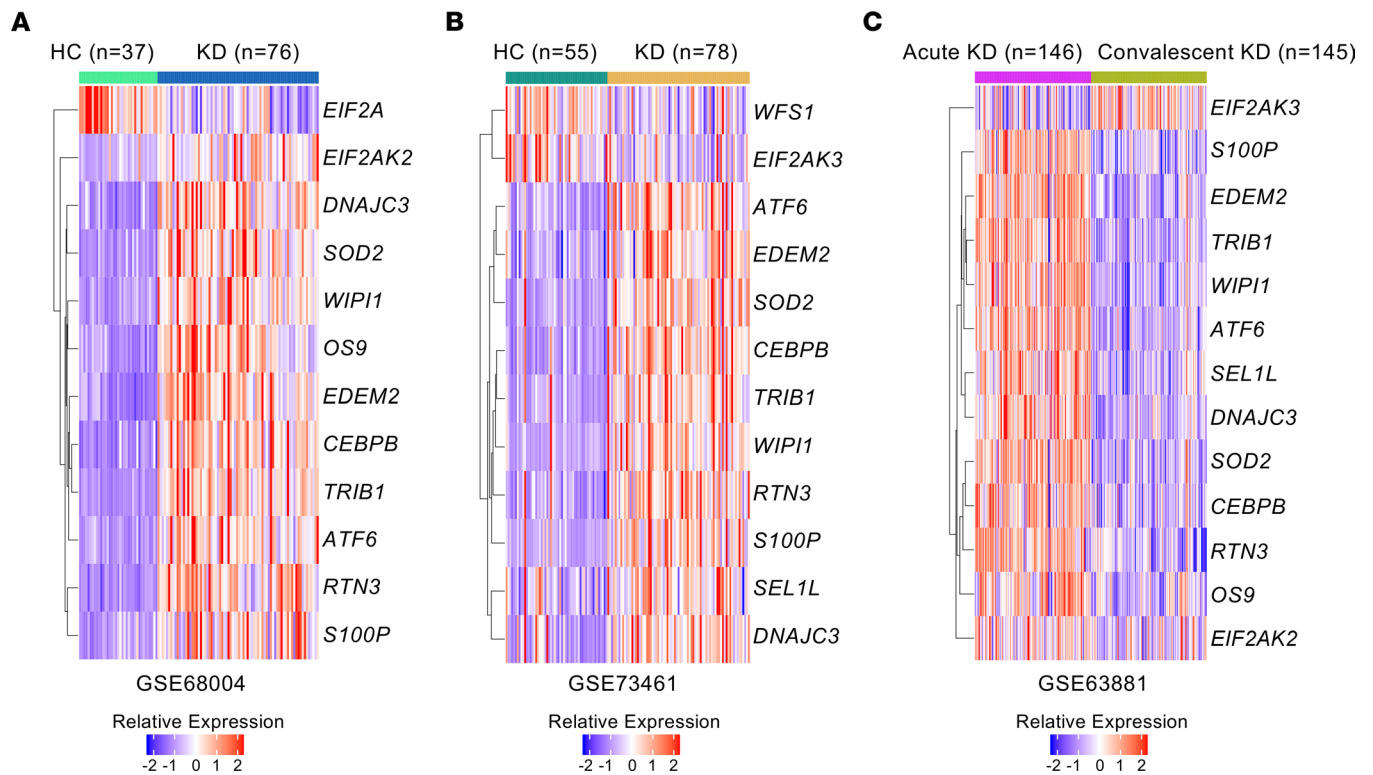 A
HC (n=37) KD (n=76)
EIF2A
EIF2AK2
DNAJC3
SOD2
WIPI1
OS9
EDEM2
CEBPB
TRIB1
ATF6
RTN3
S100P
GSE68004
Relative Expression
-2 -1 0 1 2
B
HC (n=55) KD (n=78)
WFS1
EIF2AK3
ATF6
EDEM2
SOD2
CEBPB
TRIB1
WIPI1
RTN3
S100P
SEL1L
DNAJC3
GSE73461
Relative Expression
-2 -1 0 1 2
C
Acute KD (n=146) Convalescent KD (n=145)
EIF2AK3
S100P
EDEM2
TRIB1
WIPI1
ATF6
SEL1L
DNAJC3
SOD2
CEBPB
RTN3
OS9
EIF2AK2
GSE63881
Relative Expression
-2 -1 0 1 2